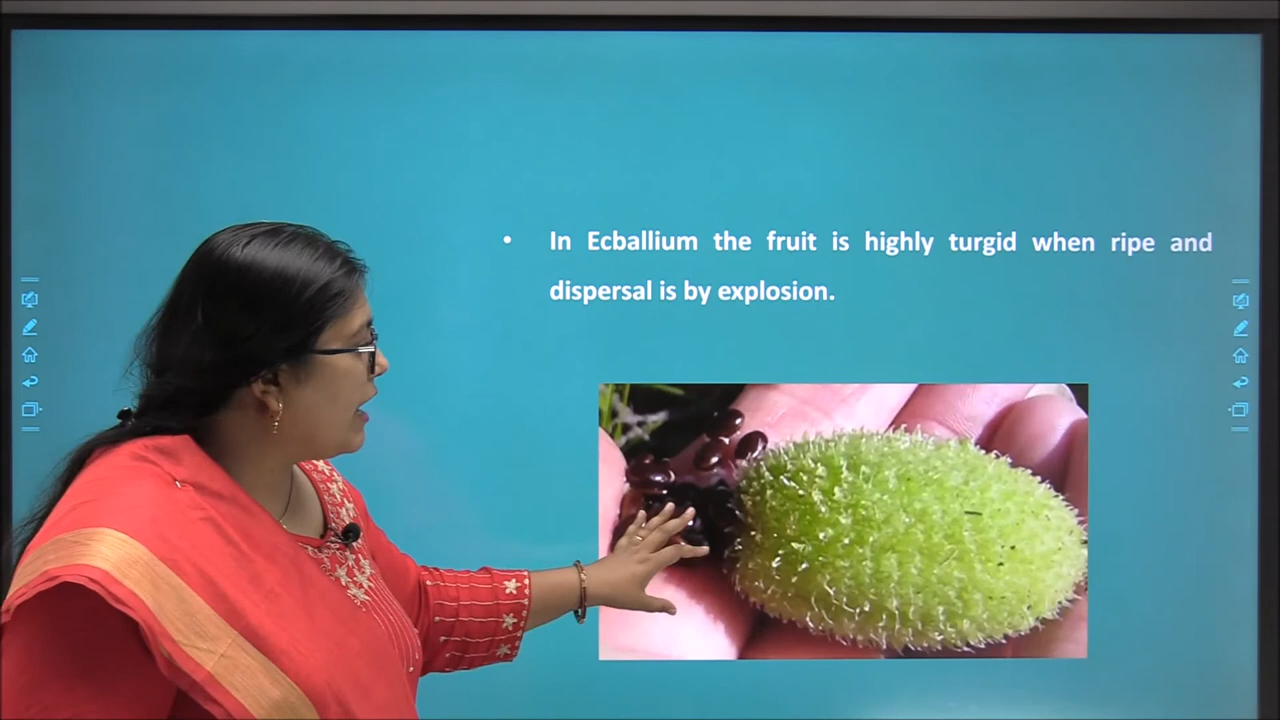 • In Ecballium the fruit is highly turgid when ripe and
dispersal is by explosion.